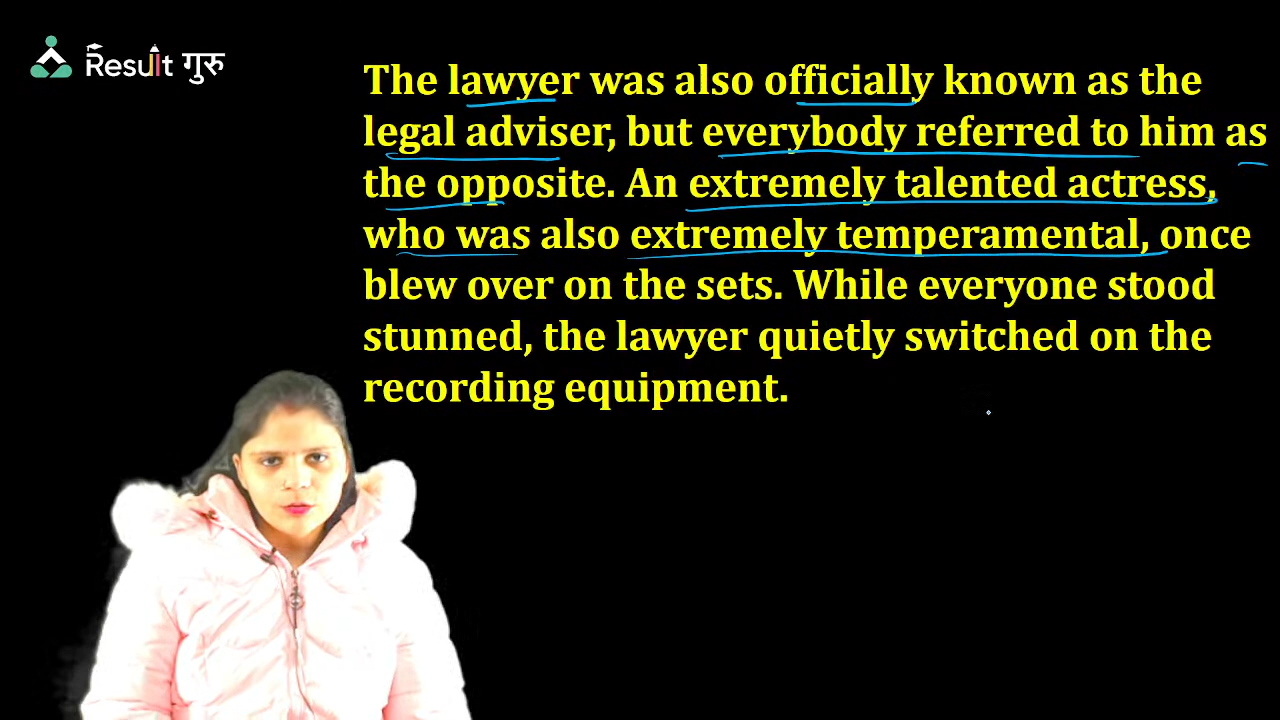 Result गुरु
The lawyer was also officially known as the
legal adviser, but everybody referred to him as
the opposite. An extremely talented actress,
who was also extremely temperamental, once
blew over on the sets. While everyone stood
stunned, the lawyer quietly switched on the
recording equipment.